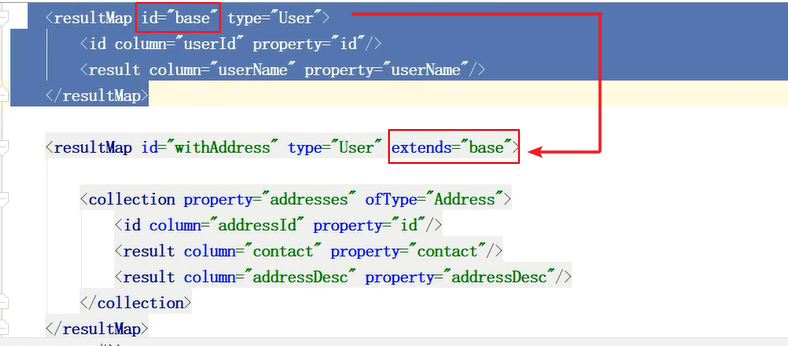 <resultMap id="base" type="User">
<id column="userId" property="id"/>
<result column="userName" property="userName"/>
</resultMap>
<resultMap id="withAddress" type="User" extends="base">
<collection property="addresses" ofType="Address">
<id column="addressId" property="id"/>
<result column="contact" property="contact"/>
<result column="addressDesc" property="addressDesc"/>
</collection>
</resultMap>